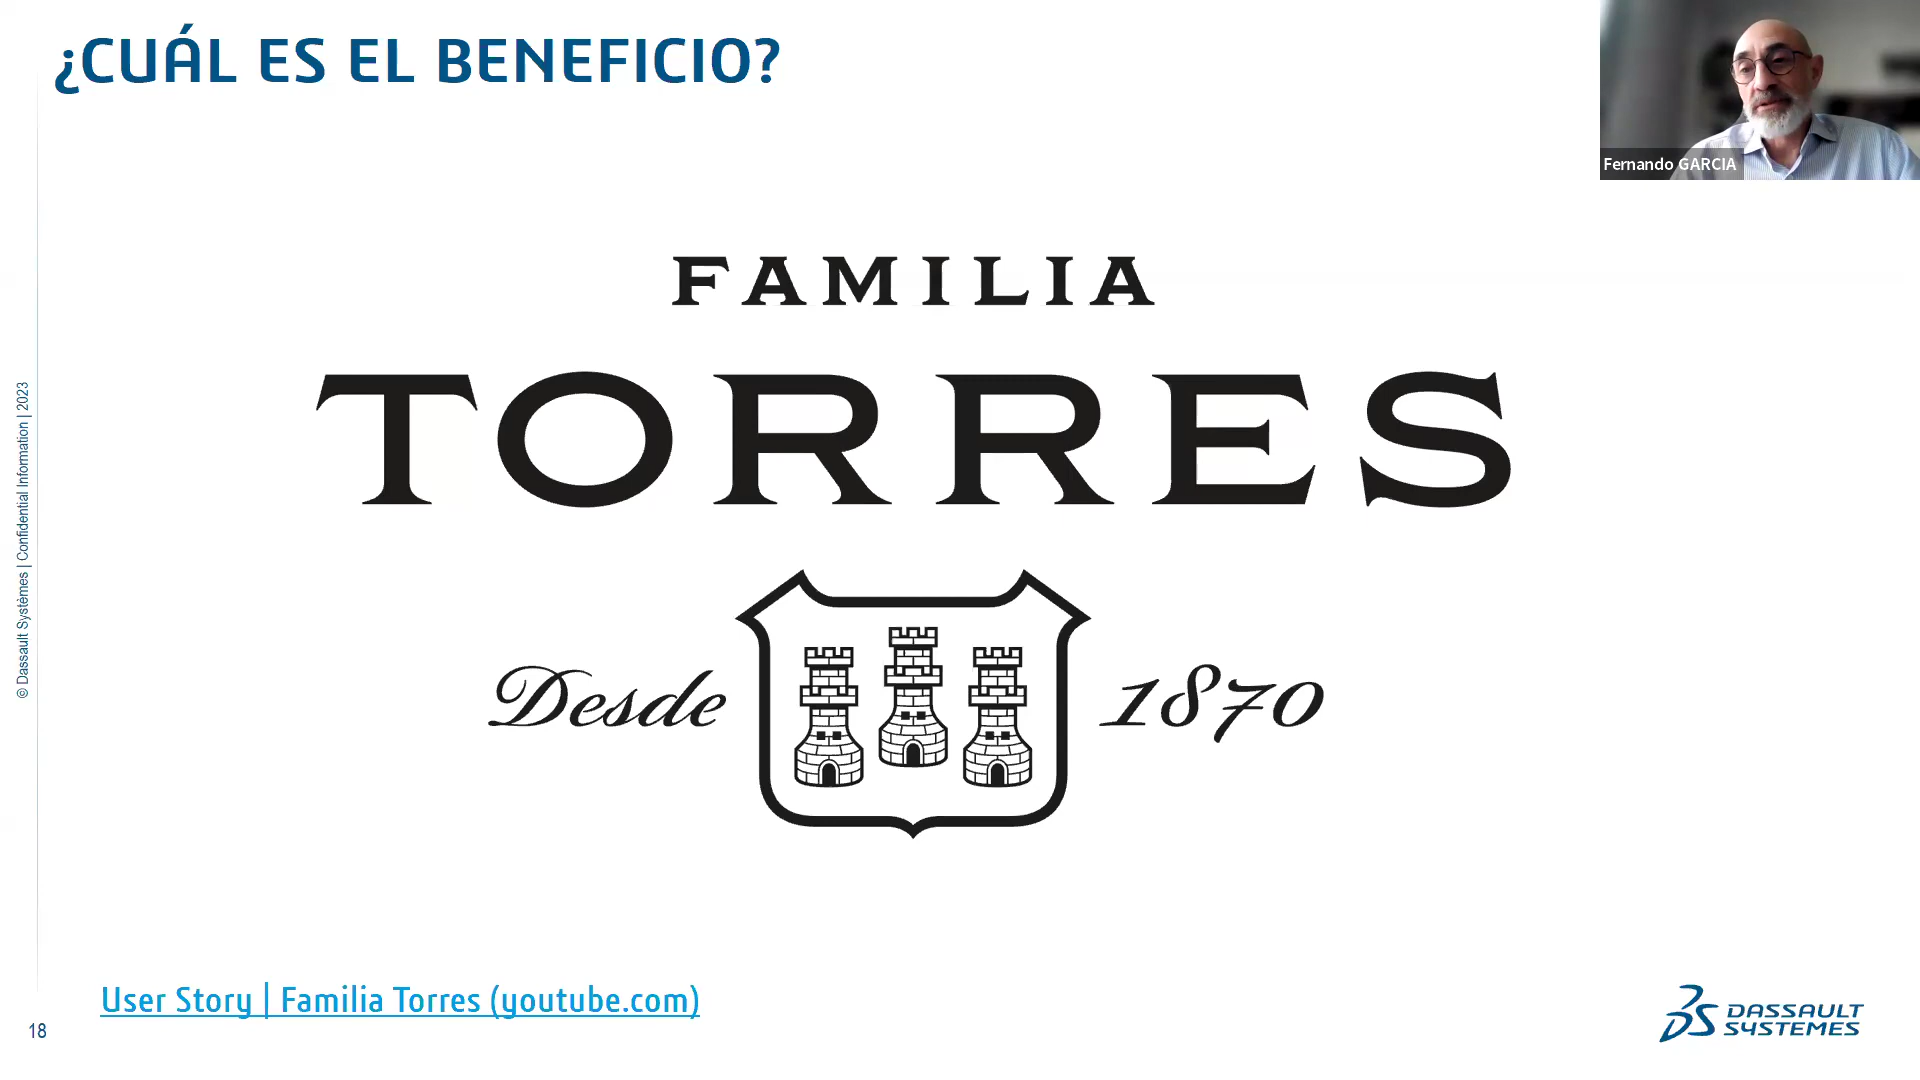 ¿CUÁL ES EL BENEFICIO?
Fernando GARCIA
FAMILIA
TORRES
Desde 1870
© Dassault Systèmes | Confidential Information | 2023
User Story | Familia Torres (youtube.com)
18
DASSAULT
SYSTEMES